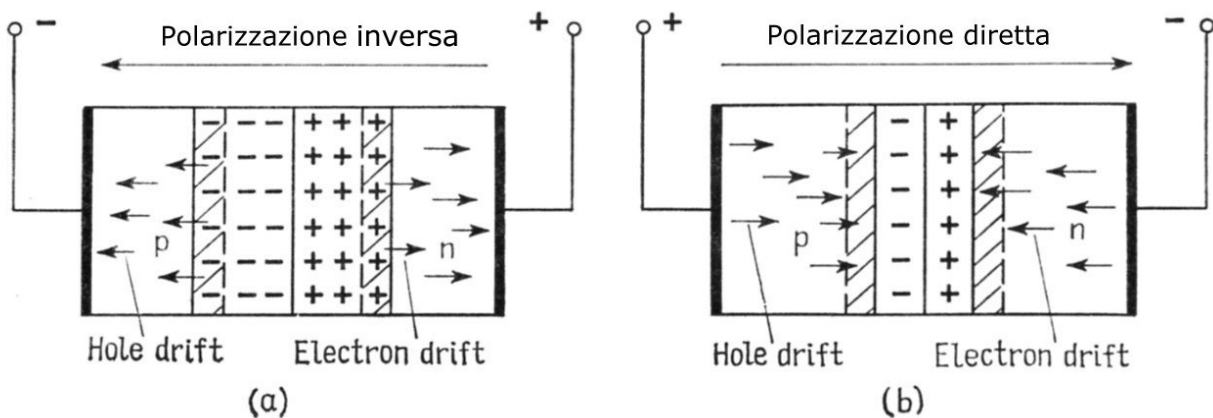 - Polarizzazione inversa +
+ Polarizzazione diretta -
- - - + + +
- +
- - - + + +
- +
- - - + + +
- +
p n
p n
- - - + + +
- +
- - - + + +
- +
- - - + + +
- +
Hole drift Electron drift
Hole drift Electron drift
(a)
(b)